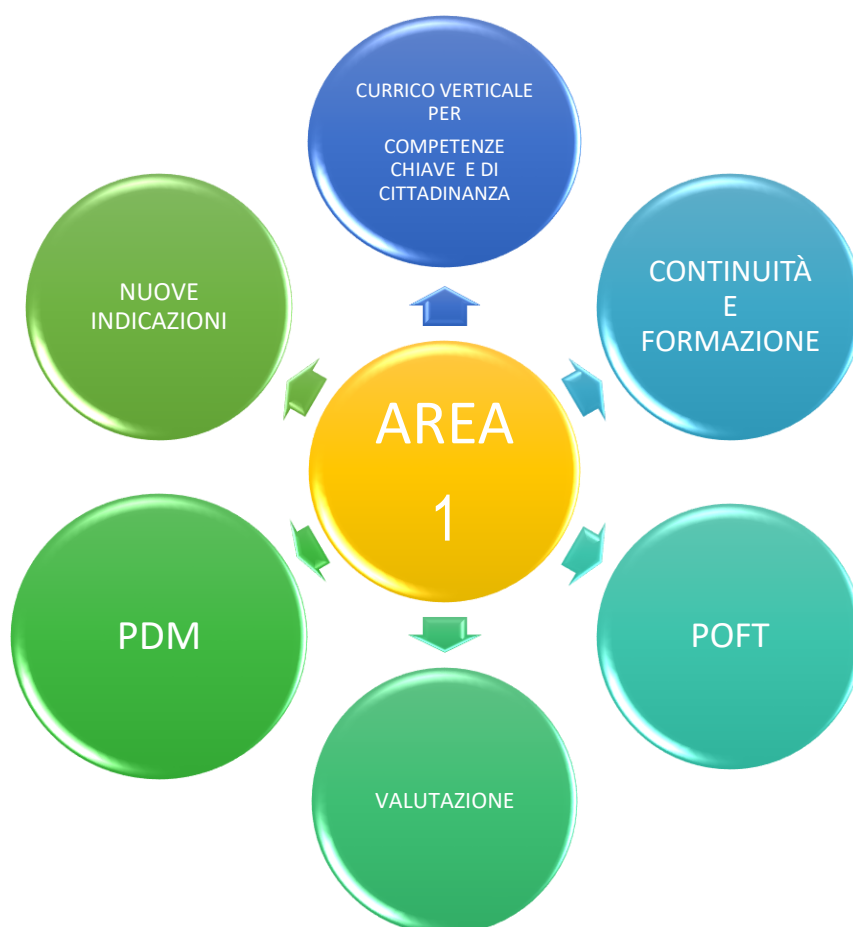 CURRICO VERTICALE
PER
COMPETENZE
CHIAVE E DI
CITTADINANZA
NUOVE
INDICAZIONI
CONTINUITÀ
E
FORMAZIONE
AREA
1
PDM
POFT
VALUTAZIONE